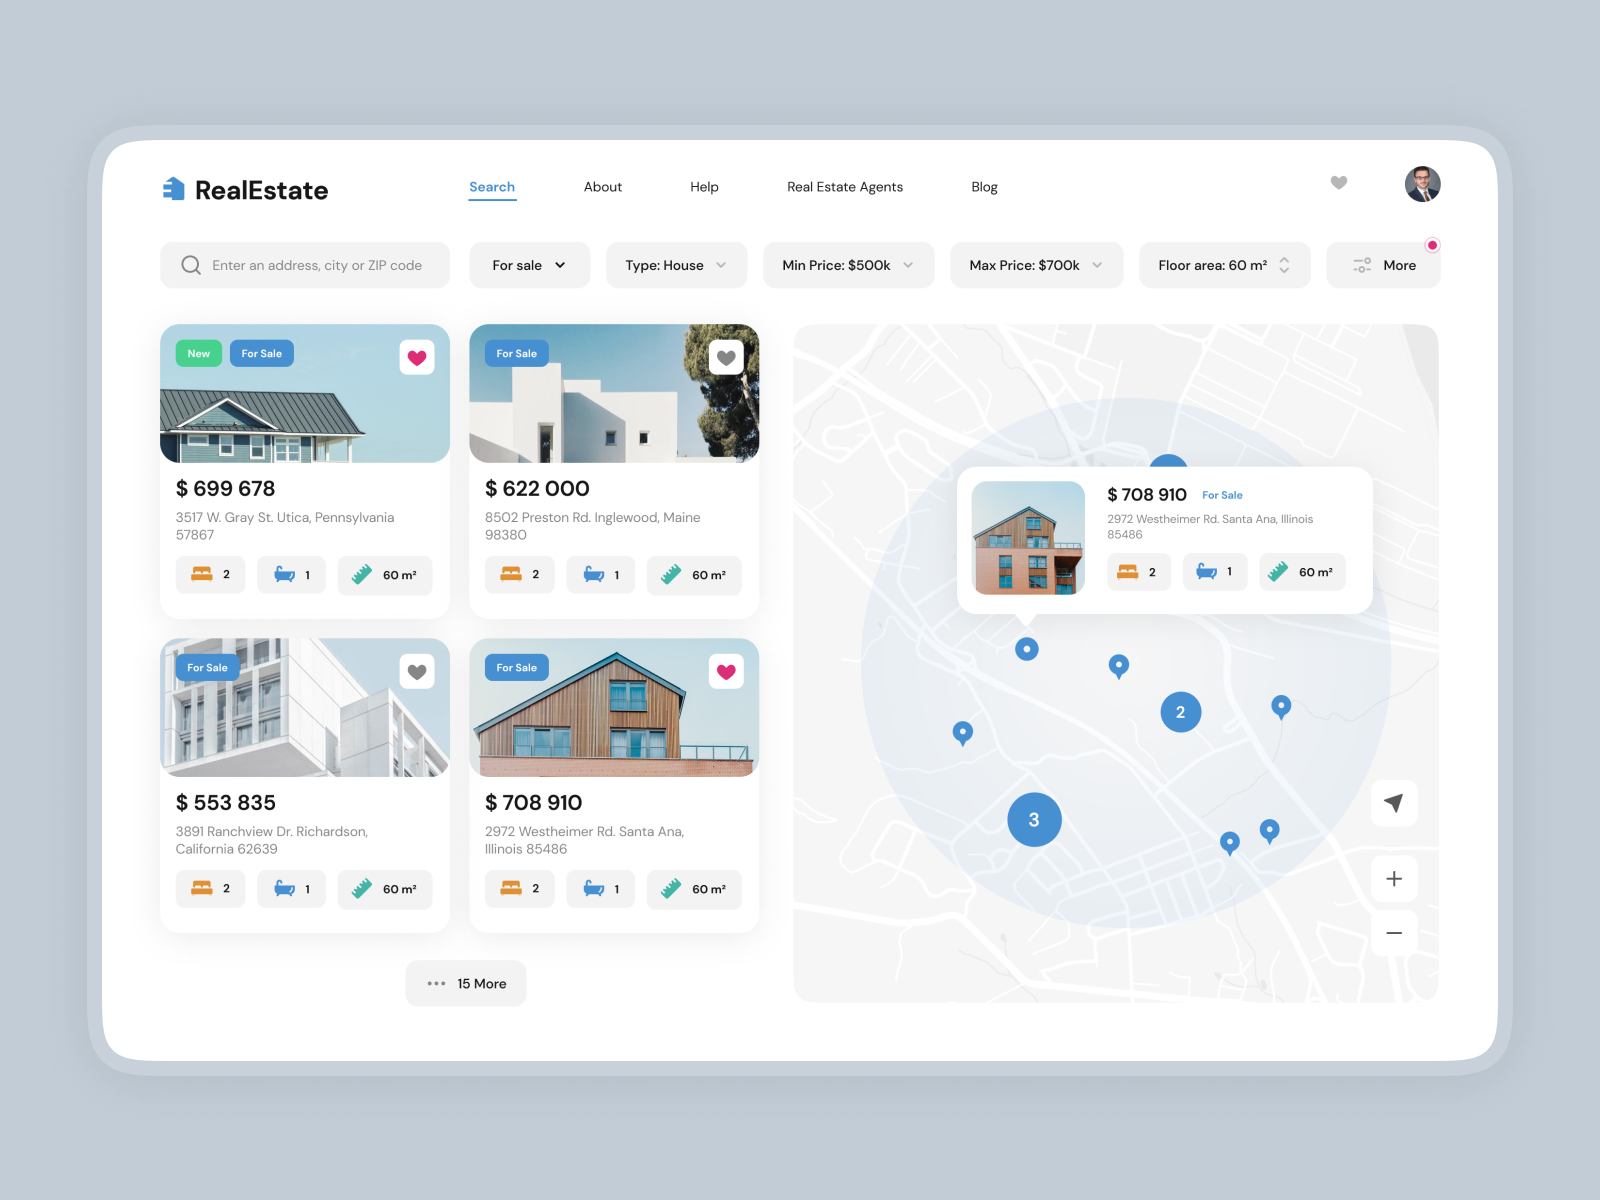 RealEstate
Search
About
Help
Real Estate Agents
Blog
Enter an address, city or ZIP code
For sale
Type: House
Min Price: $500k
Max Price: $700k
Floor area: 60 m²
More
New
For Sale
$ 699 678
3517 W. Gray St. Utica, Pennsylvania
57867
2
1
60 m²
For Sale
$ 622 000
8502 Preston Rd. Inglewood, Maine
98380
2
1
60 m²
For Sale
$ 553 835
3891 Ranchview Dr. Richardson,
California 62639
2
1
60 m²
For Sale
$ 708 910
2972 Westheimer Rd. Santa Ana,
Illinois 85486
2
1
60 m²
15 More
$ 708 910
For Sale
2972 Westheimer Rd. Santa Ana, Illinois
85486
2
1
60 m²
2
3